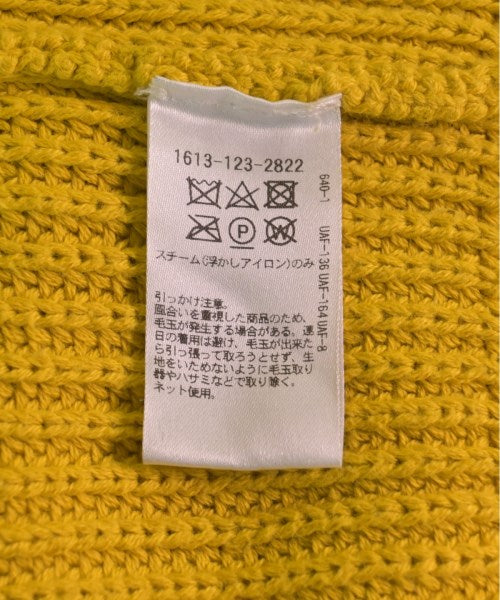 1613-123-2822
P W
スチーム(浮かしアイロン)のみ
引っかけ注意。
風合いを重視した商品のため、
毛玉が発生する場合がある。連
日の着用は避け、毛玉が出来た
ら引っ張って取ろうとせず、生
地をいためないように毛玉取り
器やハサミなどで取り除く。
ネット使用。
640-1 UAF-136 UAF-164 UAF-8